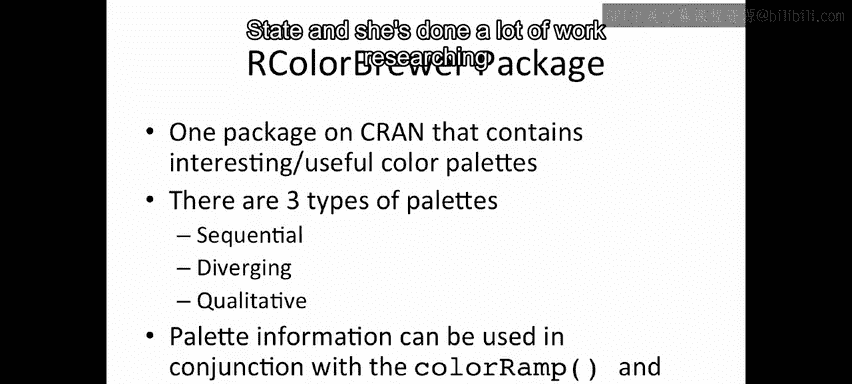 @bilibili.com
State and she's done a lot of work
researching
RColorBrewer Package
• One package on CRAN that contains
interesting/useful color palettes
• There are 3 types of palettes
– Sequential
– Diverging
– Qualitative
• Palette information can be used in
conjunction with the colorRamp() and